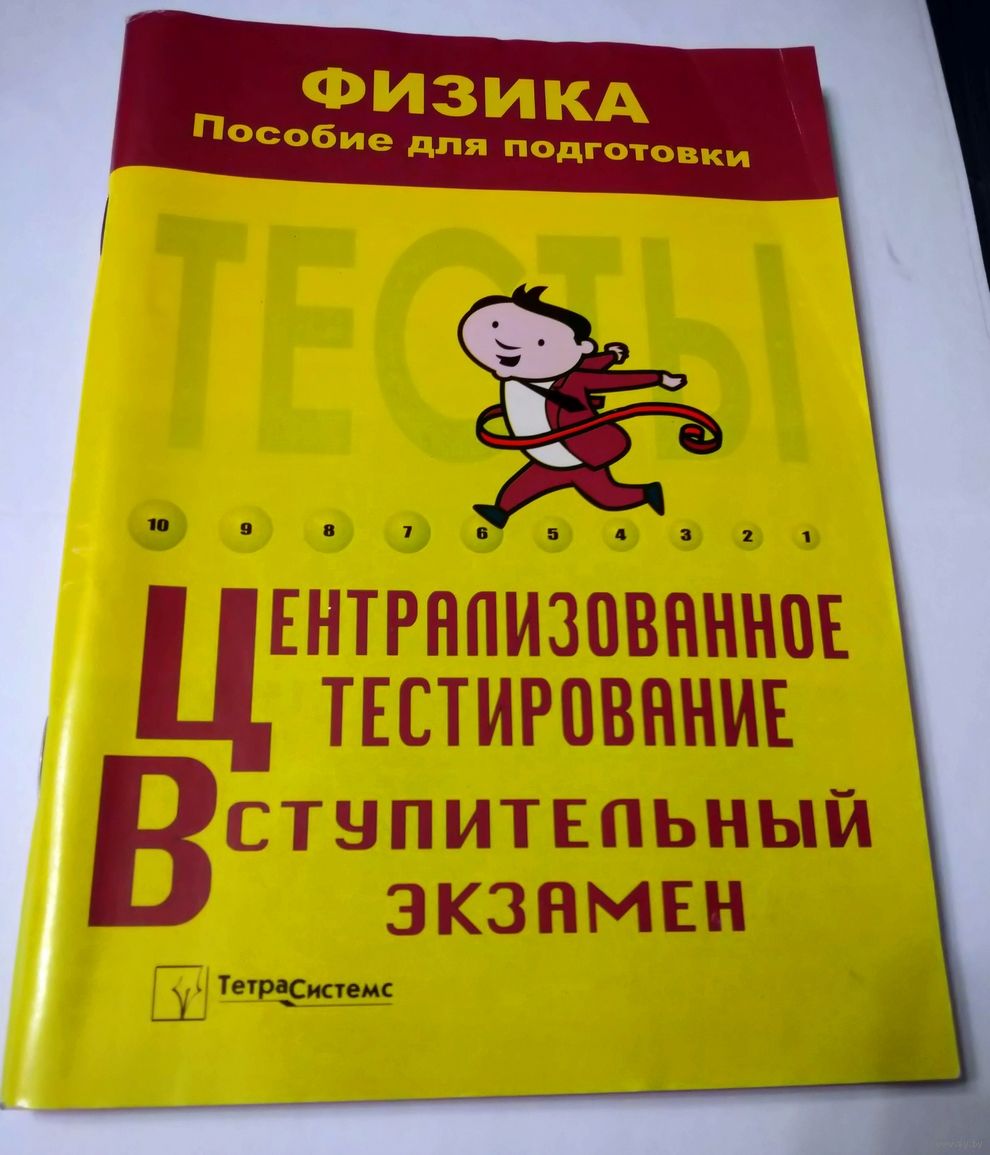 ФИЗИКА
Пособие для подготовки
ТЕСТЫ
10 9 8 7 6 5 4 3 2 1
ЦЕНТРАЛИЗОВАННОЕ
ТЕСТИРОВАНИЕ
ВСТУПИТЕЛЬНЫЙ
ЭКЗАМЕН
ТетраСистемс